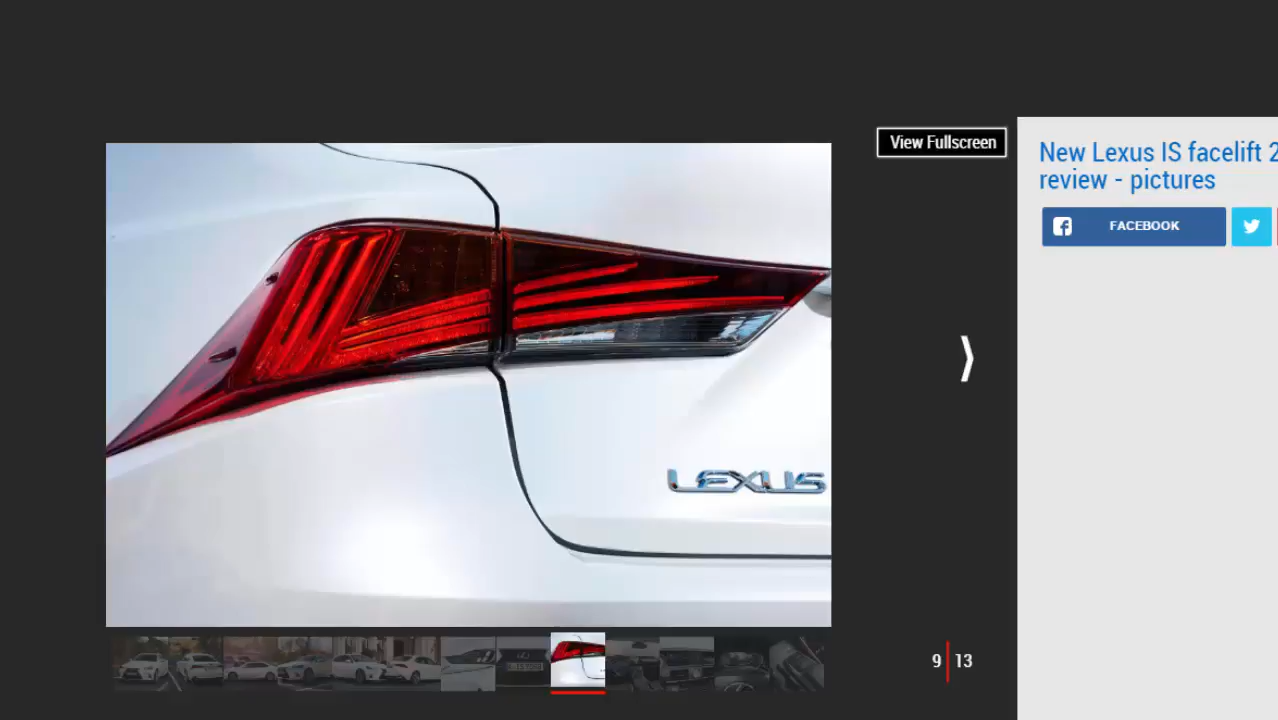 View Fullscreen
New Lexus IS facelift 2
review - pictures
FACEBOOK
LEXUS
9 13